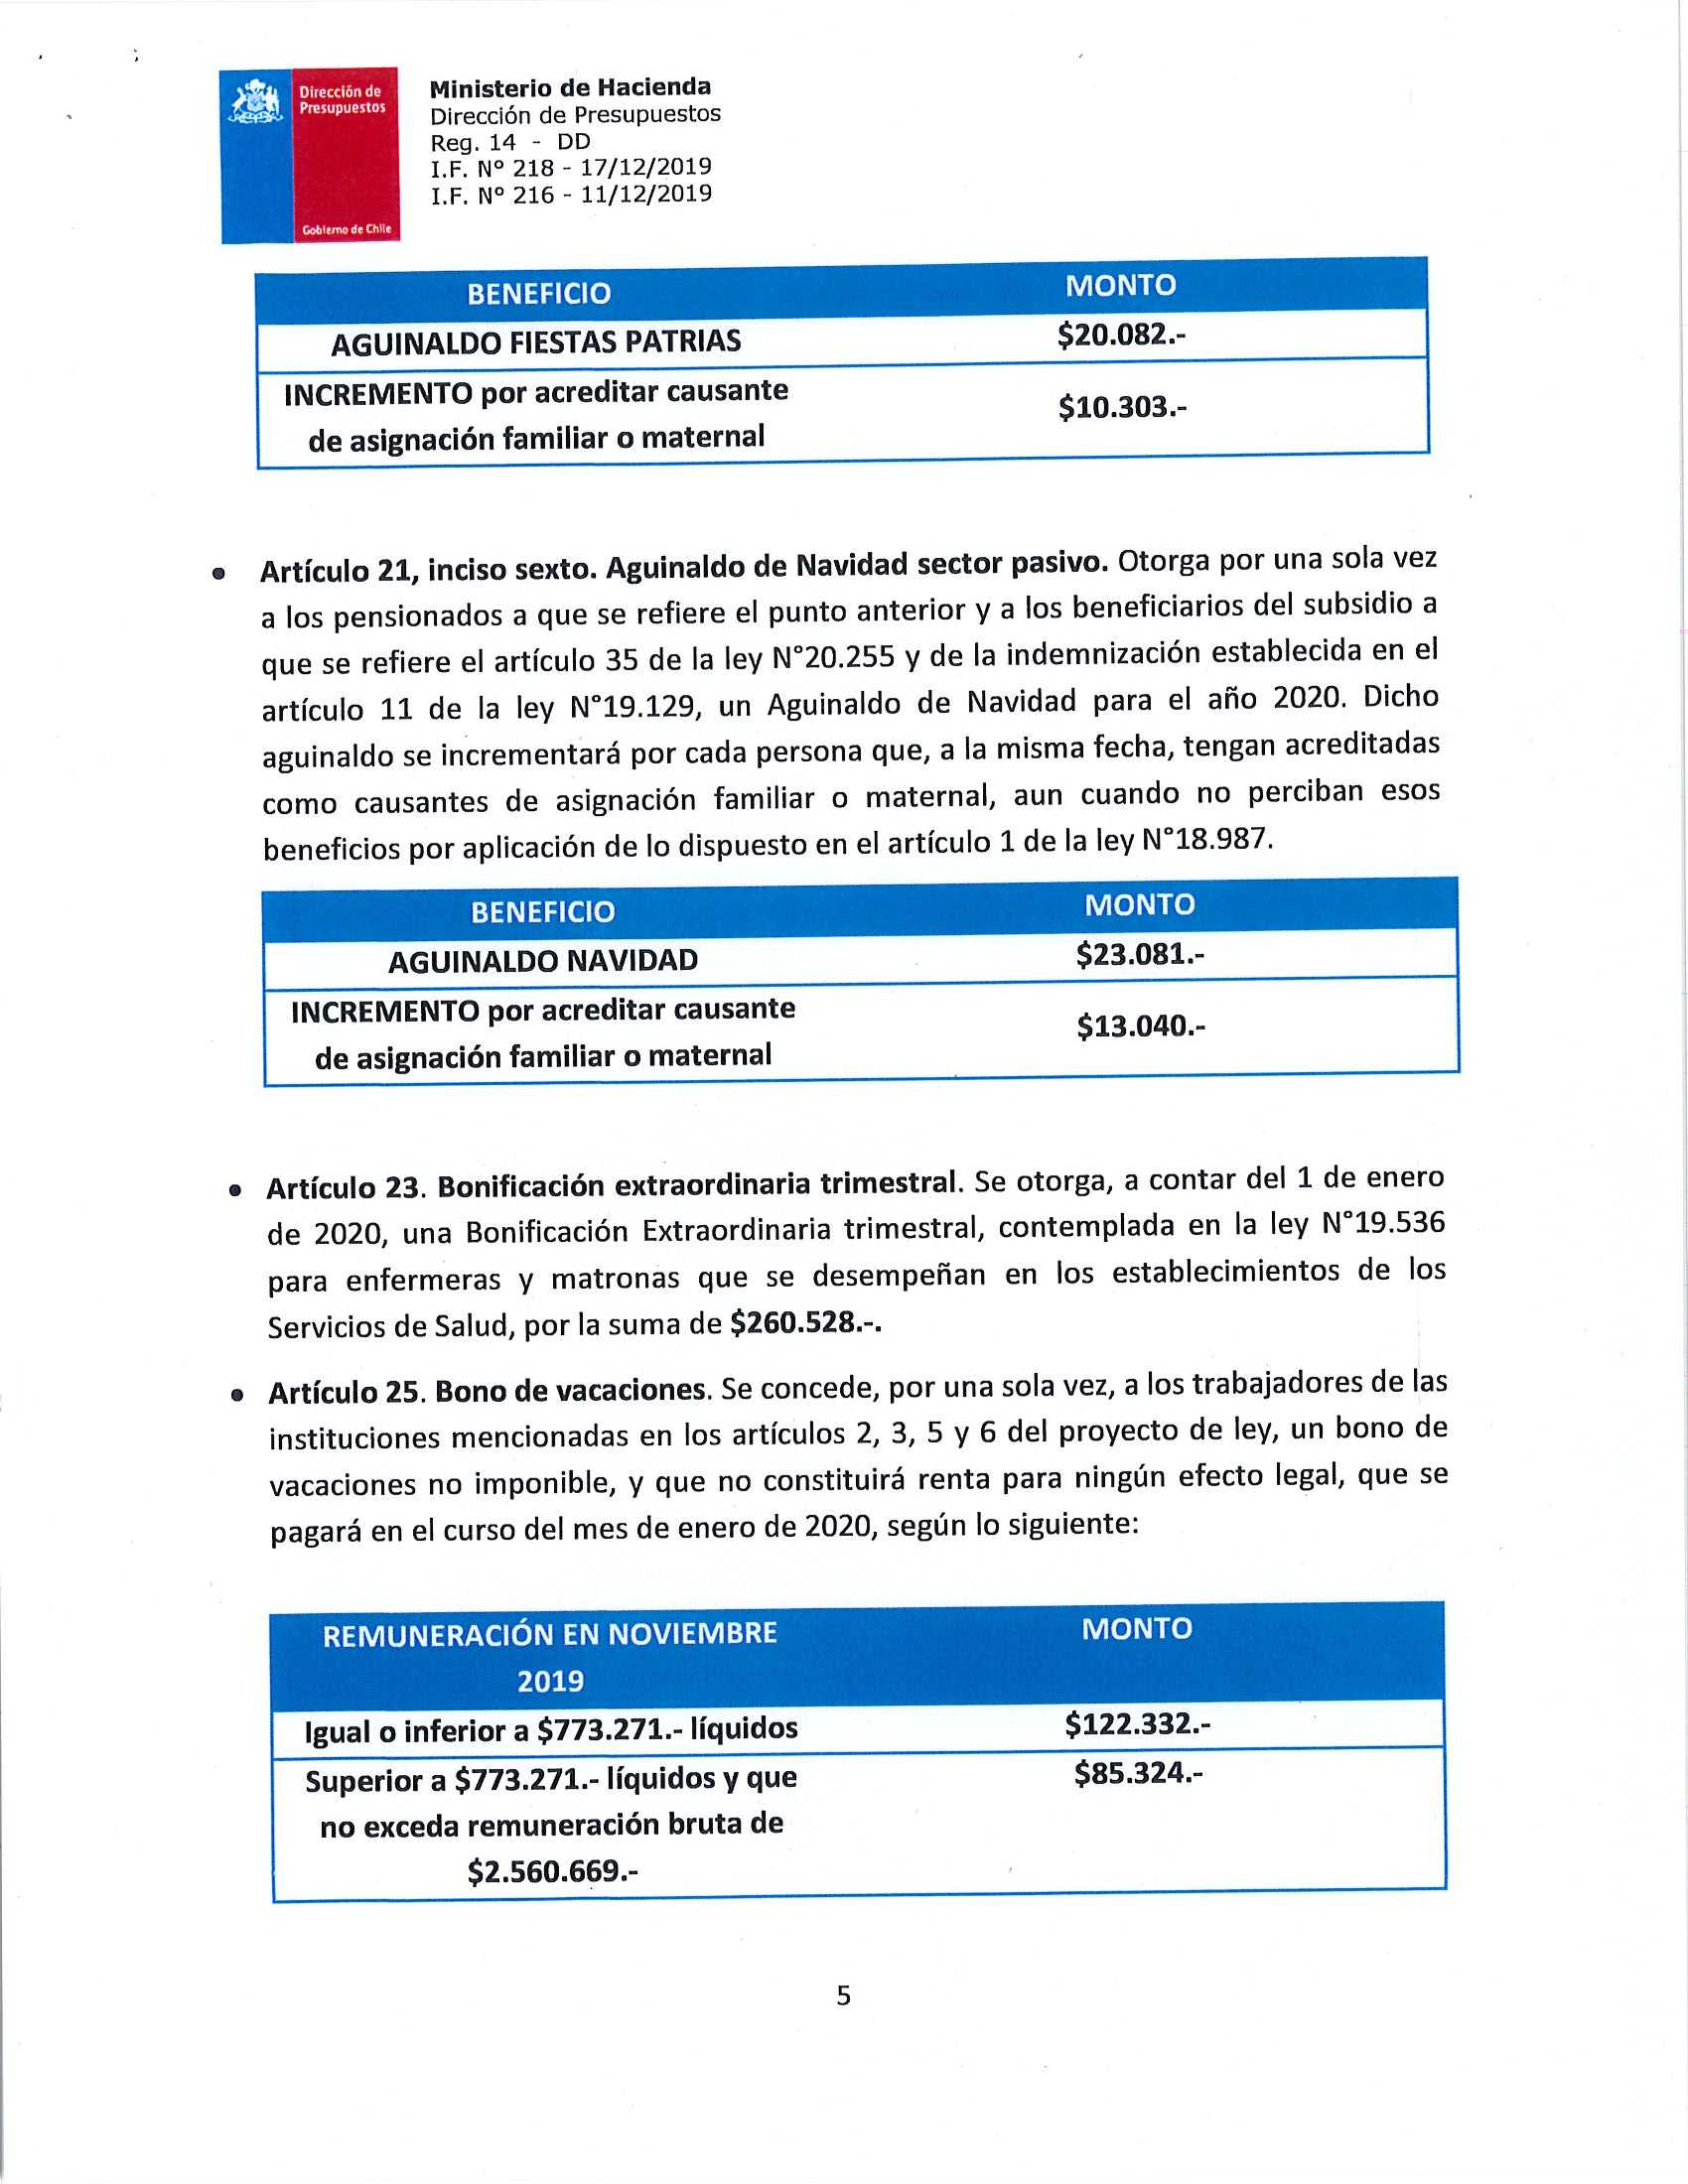 Dirección de
Presupuestos
Gobierno de Chile
Ministerio de Hacienda
Dirección de Presupuestos
Reg. 14 - DD
I.F. Nº 218 - 17/12/2019
I.F. Nº 216 - 11/12/2019
BENEFICIO MONTO
AGUINALDO FIESTAS PATRIAS $20.082.-
INCREMENTO por acreditar causante
de asignación familiar o maternal $10.303.-
• Artículo 21, inciso sexto. Aguinaldo de Navidad sector pasivo. Otorga por una sola vez
a los pensionados a que se refiere el punto anterior y a los beneficiarios del subsidio a
que se refiere el artículo 35 de la ley N°20.255 y de la indemnización establecida en el
artículo 11 de la ley N°19.129, un Aguinaldo de Navidad para el año 2020. Dicho
aguinaldo se incrementará por cada persona que, a la misma fecha, tengan acreditadas
como causantes de asignación familiar o maternal, aun cuando no perciban esos
beneficios por aplicación de lo dispuesto en el artículo 1 de la ley N°18.987.
BENEFICIO MONTO
AGUINALDO NAVIDAD $23.081.-
INCREMENTO por acreditar causante
de asignación familiar o maternal $13.040.-
• Artículo 23. Bonificación extraordinaria trimestral. Se otorga, a contar del 1 de enero
de 2020, una Bonificación Extraordinaria trimestral, contemplada en la ley N°19.536
para enfermeras y matronas que se desempeñan en los establecimientos de los
Servicios de Salud, por la suma de $260.528.-.
• Artículo 25. Bono de vacaciones. Se concede, por una sola vez, a los trabajadores de las
instituciones mencionadas en los artículos 2, 3, 5 y 6 del proyecto de ley, un bono de
vacaciones no imponible, y que no constituirá renta para ningún efecto legal, que se
pagará en el curso del mes de enero de 2020, según lo siguiente:
REMUNERACIÓN EN NOVIEMBRE MONTO
2019
Igual o inferior a $773.271.- líquidos $122.332.-
Superior a $773.271.- líquidos y que $85.324.-
no exceda remuneración bruta de
$2.560.669.-
5